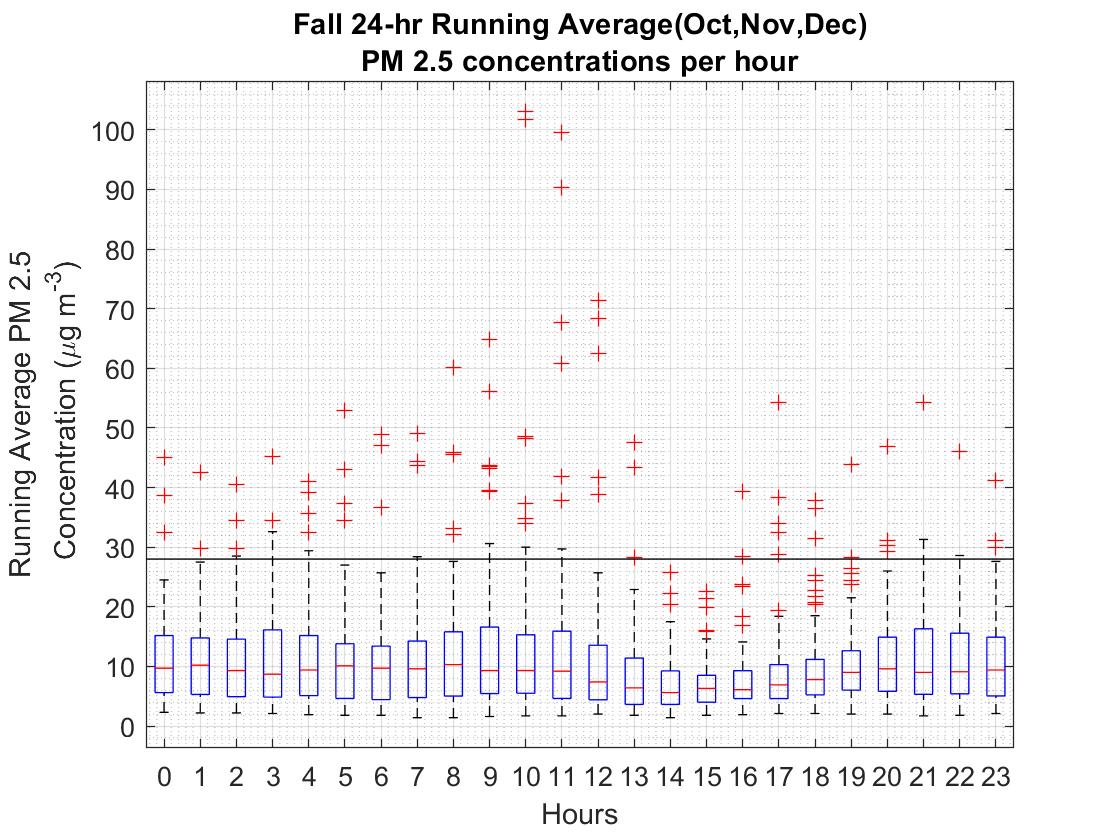 Fall 24-hr Running Average(Oct,Nov,Dec)
PM 2.5 concentrations per hour
Running Average PM 2.5
Concentration (μg m-3)
100
90
80
70
60
50
40
30
20
10
0
0 1 2 3 4 5 6 7 8 9 10 11 12 13 14 15 16 17 18 19 20 21 22 23
Hours